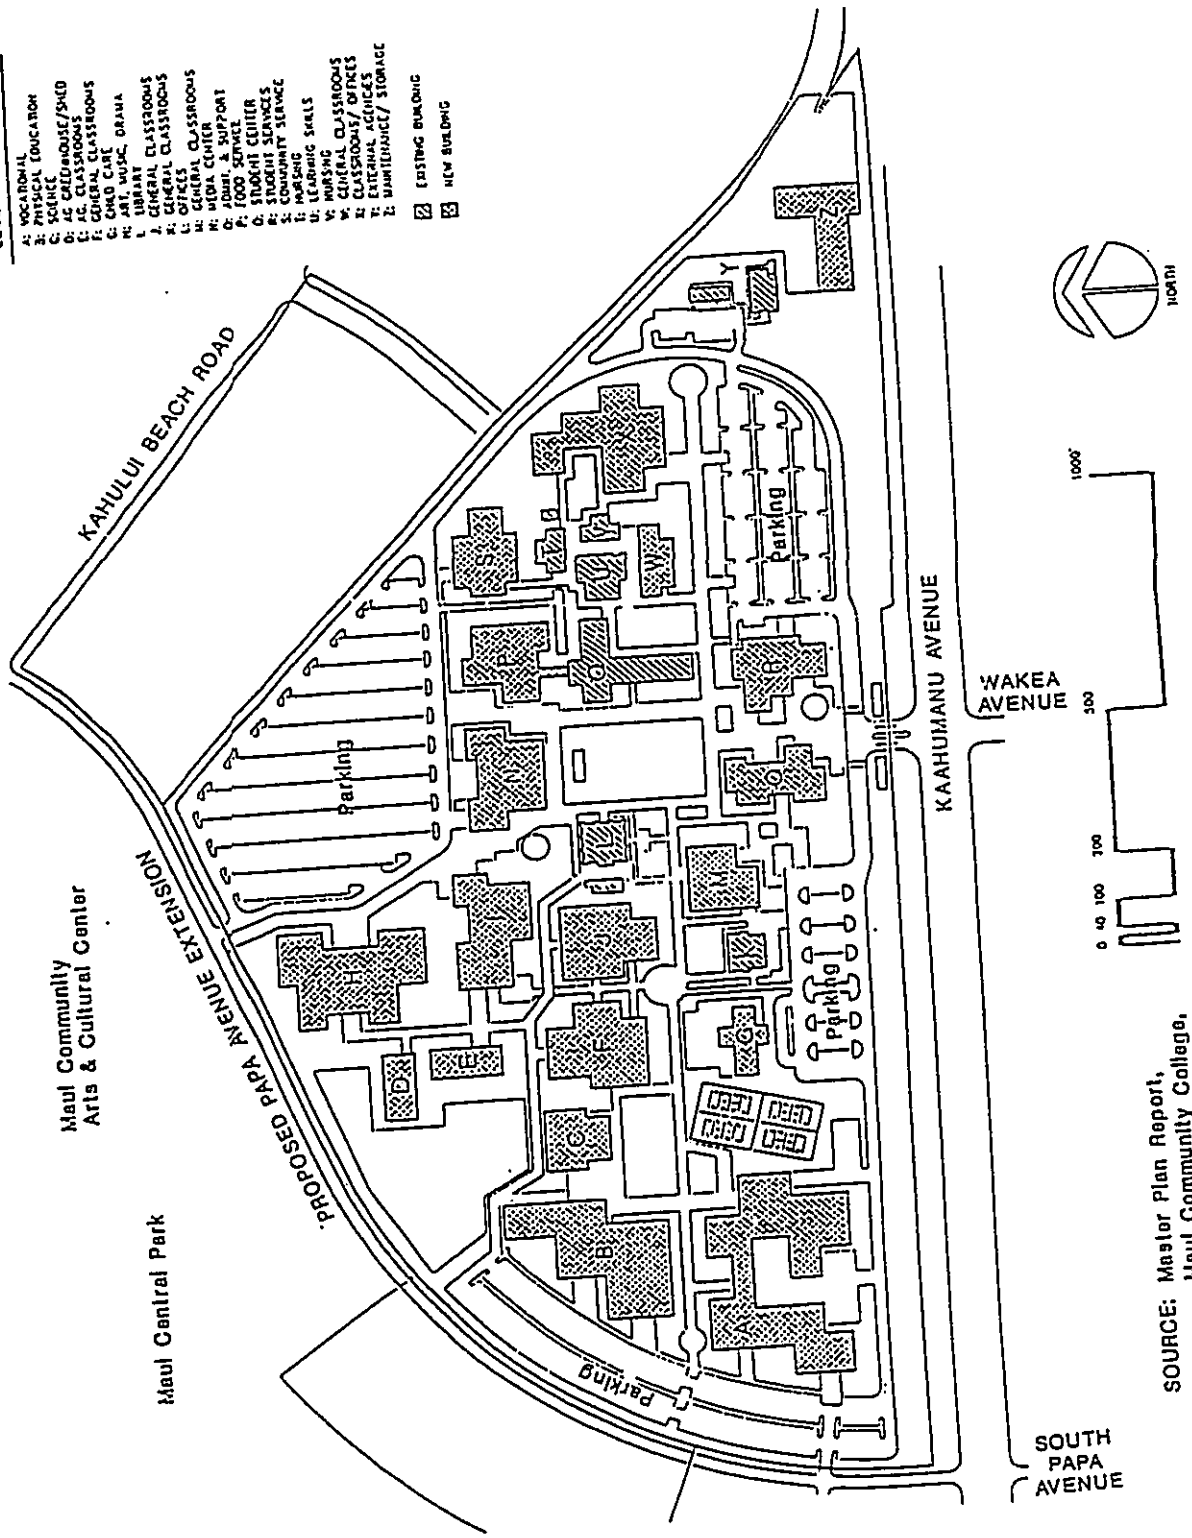 A: VOCATIONAL
B: PHYSICAL EDUCATION
C: SCIENCE
D: AG GREENHOUSE/SHED
E: AG. CLASSROOMS
F: GENERAL CLASSROOMS
G: CHILD CARE
H: ART, MUSIC, DRAMA
I: LIBRARY
J: GENERAL CLASSROOMS
K: GENERAL CLASSROOMS
L: OFFICES
M: GENERAL CLASSROOMS
N: MEDIA CENTER
O: ADMIN. & SUPPORT
P: FOOD SERVICE
Q: STUDENT CENTER
R: STUDENT SERVICES
S: COMMUNITY SERVICE
T: NURSING
U: LEARNING SKILLS
V: NURSING
W: GENERAL CLASSROOMS
X: CLASSROOMS/ OFFICES
Y: EXTERNAL AGENCIES
Z: MAINTENANCE/ STORAGE
EXISTING BUILDING
NEW BUILDING
KAHULUI BEACH ROAD
Maui Community
Arts & Cultural Center
Maui Central Park
PROPOSED PAPA AVENUE EXTENSION
Parking
Parking
Parking
Parking
A
B
C
D
E
F
G
H
I
J
L
M
N
O
P
Q
R
S
T
U
V
W
X
Y
Z
KAAHUMANU AVENUE
WAKEA
AVENUE
SOUTH
PAPA
AVENUE
0 40 100 200 500 1000'
NORTH
SOURCE: Master Plan Report,
Maui Community College,